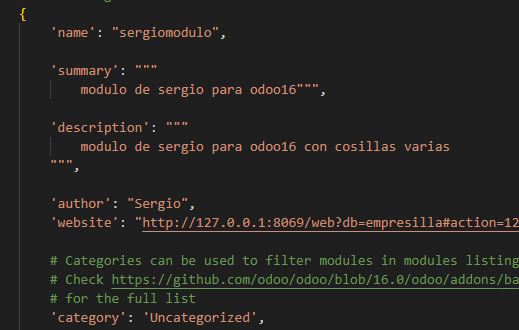 {
'name': "sergiomodulo",
'summary': """
modulo de sergio para odoo16""",
'description': """
modulo de sergio para odoo16 con cosillas varias
""",
'author': "Sergio",
'website': "http://127.0.0.1:8069/web?db=empresilla#action=12
# Categories can be used to filter modules in modules listing
# Check https://github.com/odoo/odoo/blob/16.0/odoo/addons/ba
# for the full list
'category': 'Uncategorized',